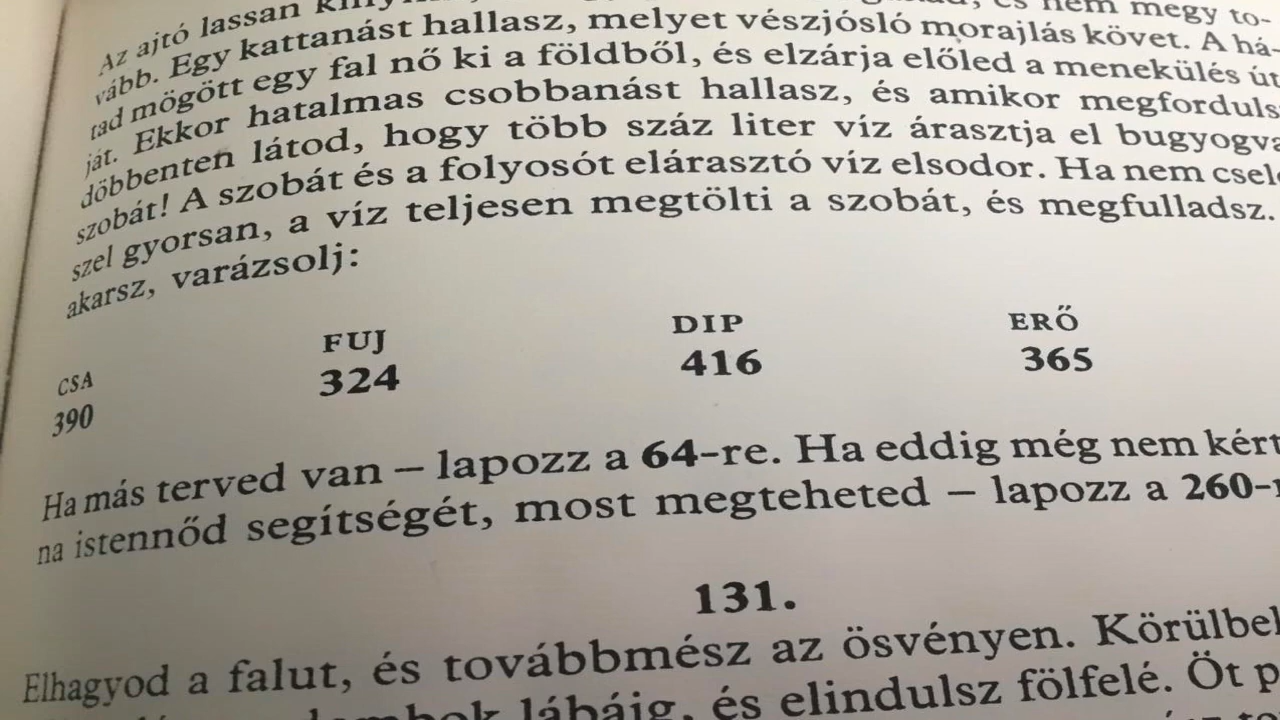 Az ajtó lassan és nem megy to-
vább. Egy kattanást hallasz, melyet vészjósló morajlás követ. A há-
tad mögött egy fal nő ki a földből, és elzárja előled a menekülés út
ját. Ekkor hatalmas csobbanást hallasz, és amikor megforduls
döbbenten látod, hogy több száz liter víz árasztja el bugyogva
szobát! A szobát és a folyosót elárasztó víz elsodor. Ha nem csele
szel gyorsan, a víz teljesen megtölti a szobát, és megfulladsz.
akarsz, varázsolj:
CSA FUJ DIP ERŐ
390 324 416 365
Ha más terved van – lapozz a 64-re. Ha eddig még nem kért
na istennőd segítségét, most megteheted – lapozz a 260-r
131.
Elhagyod a falut, és továbbmész az ösvényen. Körülbel
lábáig, és elindulsz fölfelé. Öt p